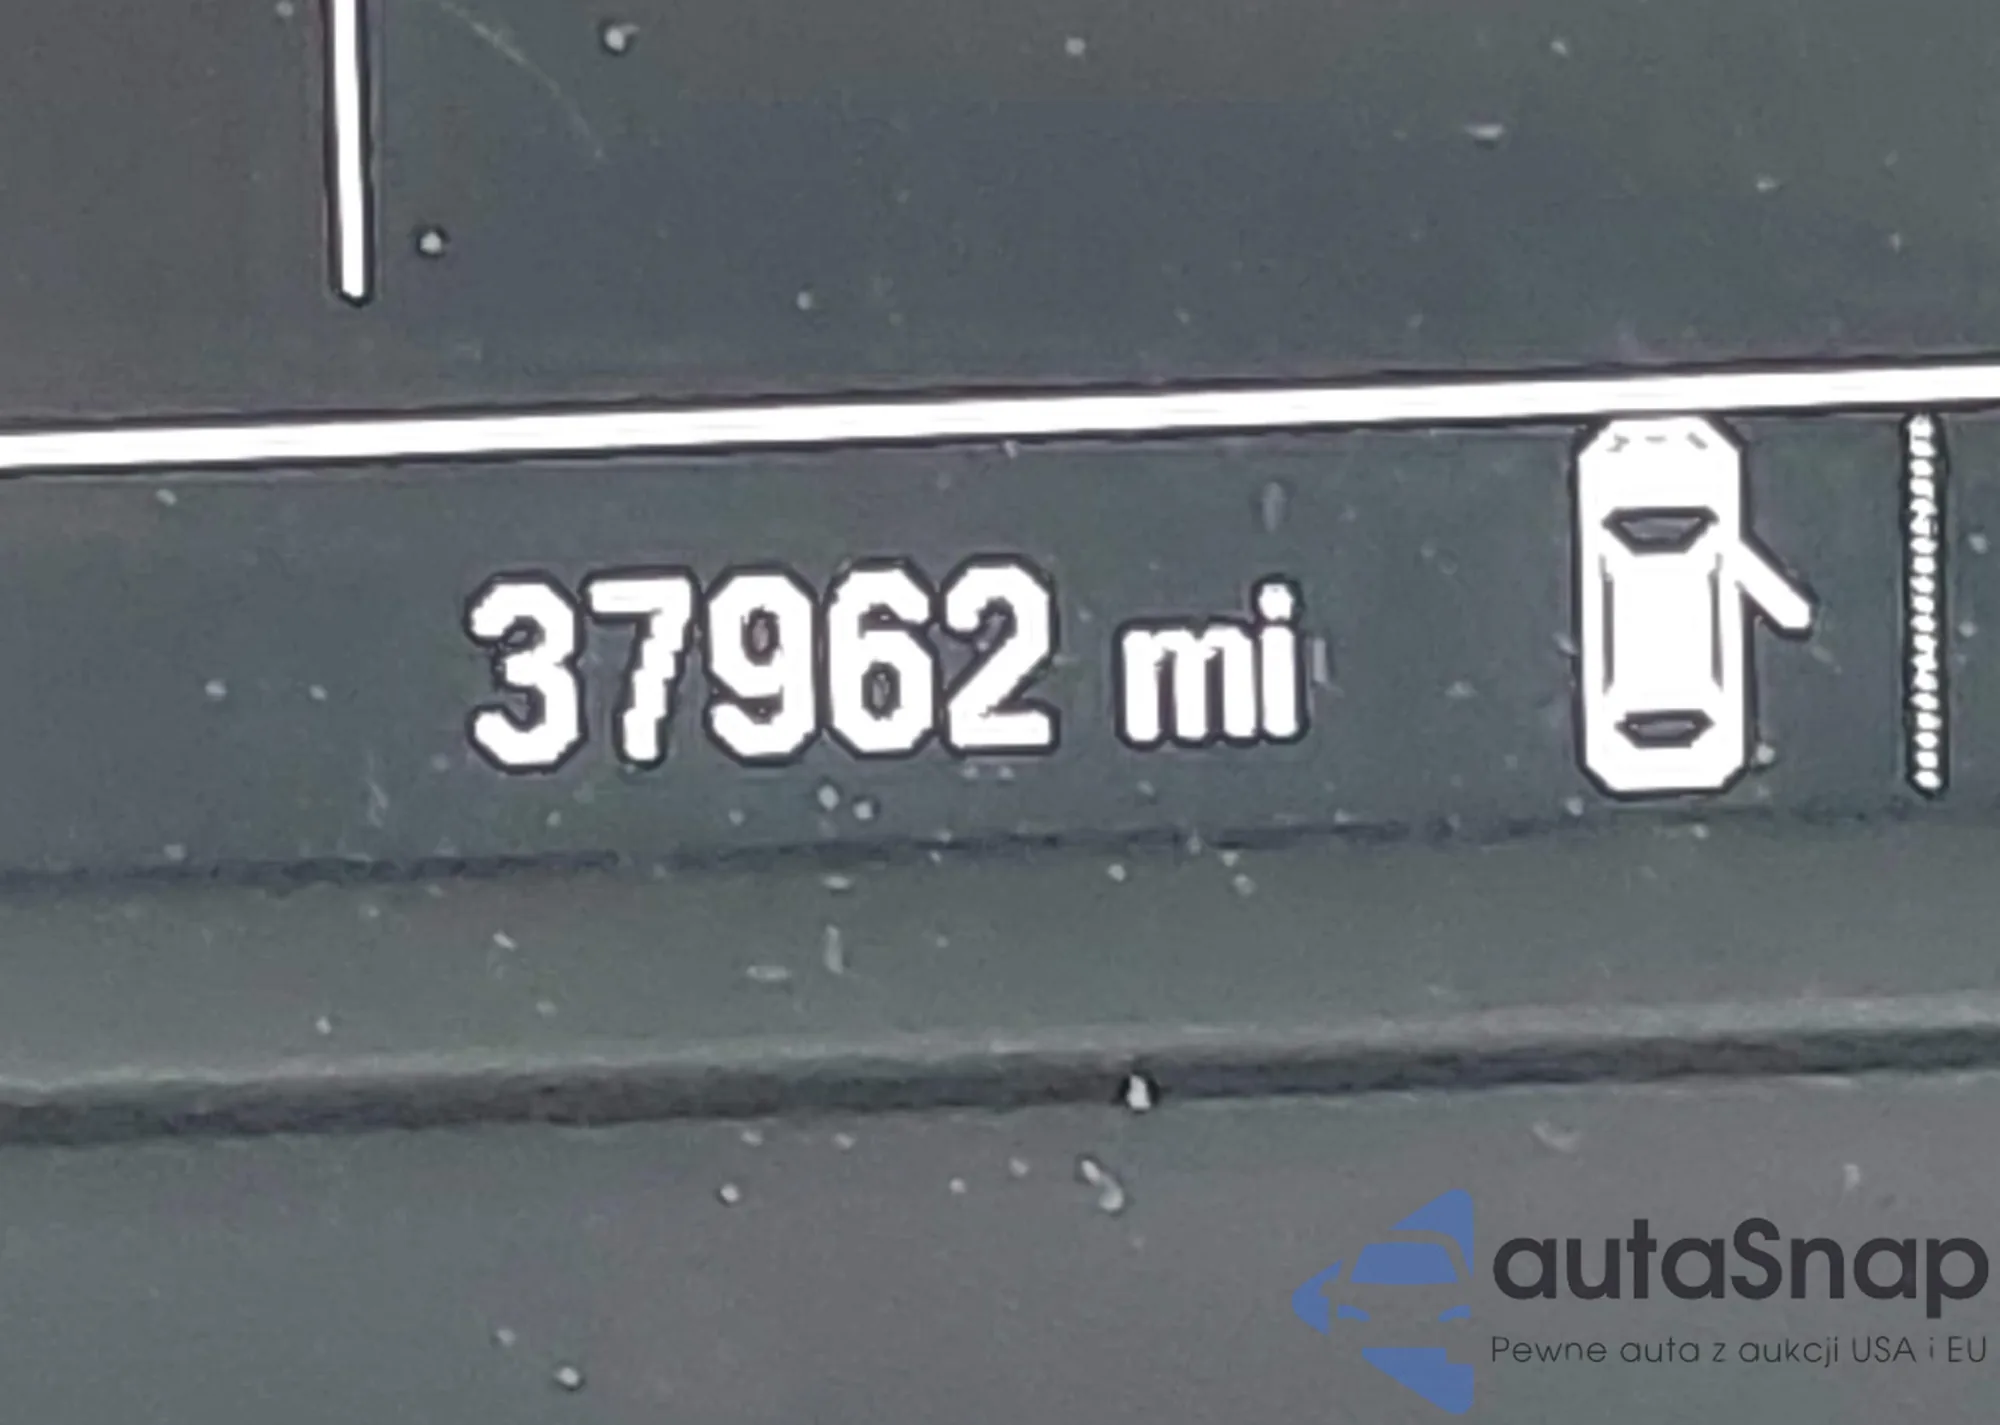 37962 mi
autaSnap
Pewne auta z aukcji USA i EU